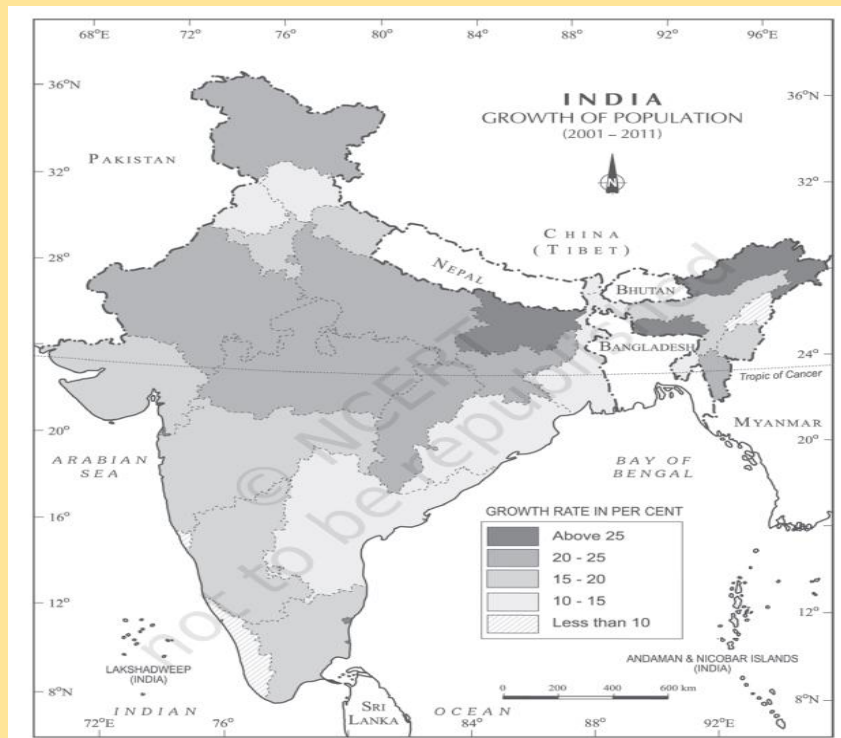 68°E 72° 76° 80° 84° 88° 92° 96°E
INDIA
GROWTH OF POPULATION
(2001 – 2011)
N
36°N 36°N
PAKISTAN
32° 32°
CHINA
(TIBET)
28° 28°
NEPAL
BHUTAN
BANGLADESH
24° 24°
Tropic of Cancer
MYANMAR
20° 20°
ARABIAN
SEA
BAY OF
BENGAL
© NCERT
not to be republished
16° 16°
GROWTH RATE IN PER CENT
Above 25
20 - 25
15 - 20
10 - 15
Less than 10
12° 12°
LAKSHADWEEP
(INDIA)
ANDAMAN & NICOBAR ISLANDS
(INDIA)
8°N 8°N
0 200 400 600 km
INDIAN OCEAN
SRI
LANKA
72°E 76° 84° 88° 92°E